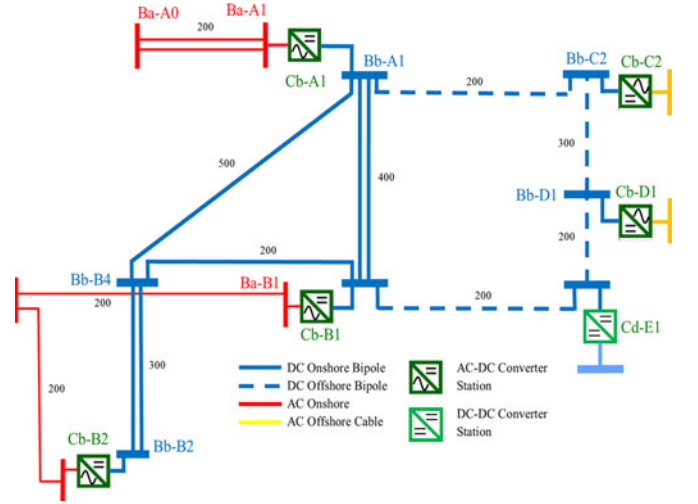 Ba-A0
Ba-A1
200
Cb-A1
Bb-A1
Bb-C2
Cb-C2
200
300
500
400
Bb-D1
Cb-D1
200
200
Bb-B4
200
Ba-B1
200
Cb-B1
Cd-E1
300
200
Cb-B2
Bb-B2
DC Onshore Bipole
DC Offshore Bipole
AC Onshore
AC Offshore Cable
AC-DC Converter
Station
DC-DC Converter
Station